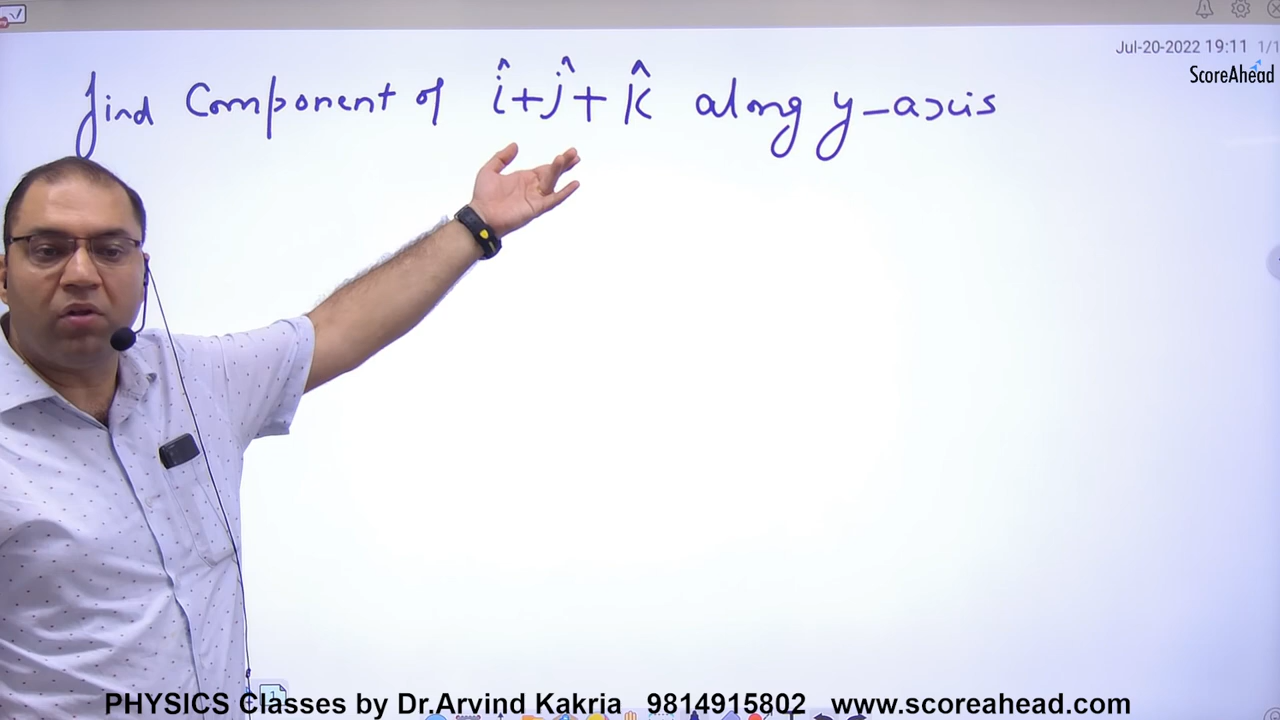 Jul-20-2022 19:11 1/1
ScoreAhead
find Component of î+ĵ+k̂ along y-axis
PHYSICS Classes by Dr.Arvind Kakria 9814915802 www.scoreahead.com